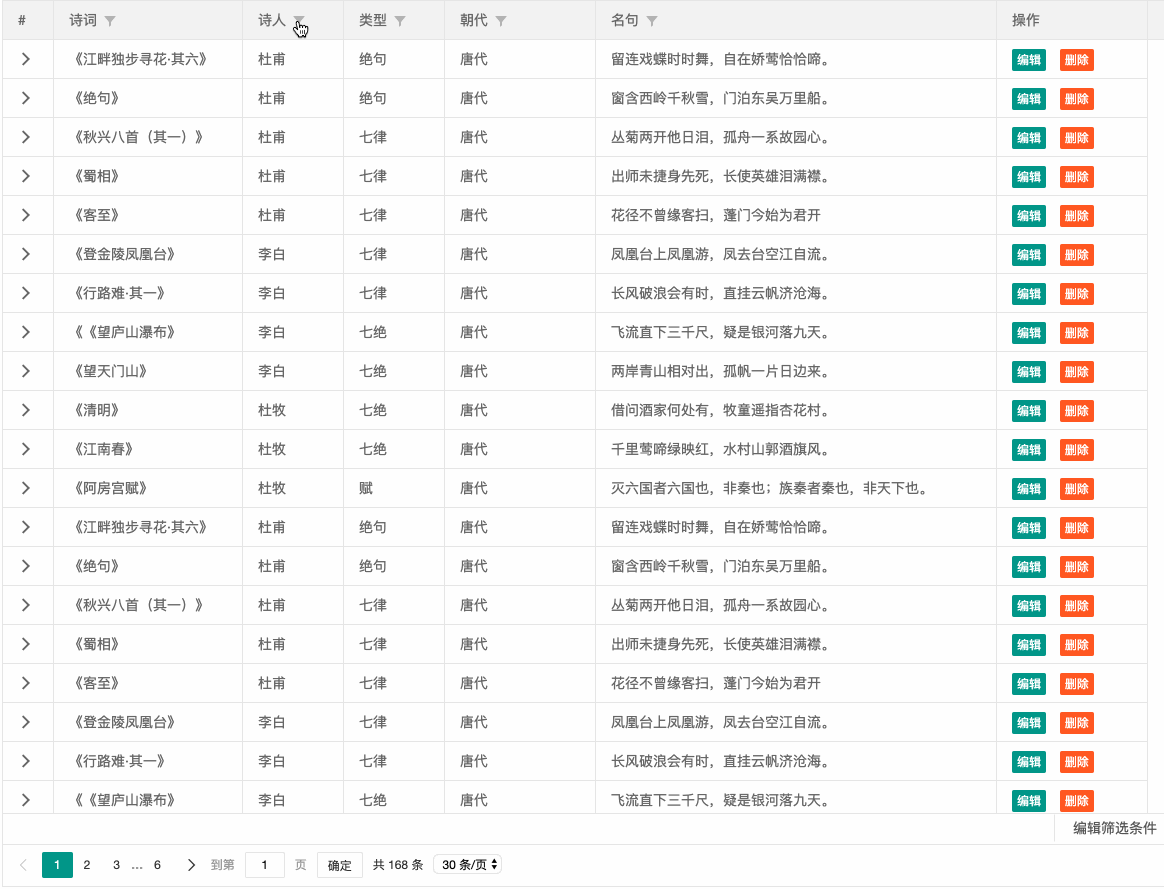 # 诗词 诗人 类型 朝代 名句 操作
《江畔独步寻花·其六》 杜甫 绝句 唐代 留连戏蝶时时舞，自在娇莺恰恰啼。 编辑 删除
《绝句》 杜甫 绝句 唐代 窗含西岭千秋雪，门泊东吴万里船。 编辑 删除
《秋兴八首（其一）》 杜甫 七律 唐代 丛菊两开他日泪，孤舟一系故园心。 编辑 删除
《蜀相》 杜甫 七律 唐代 出师未捷身先死，长使英雄泪满襟。 编辑 删除
《客至》 杜甫 七律 唐代 花径不曾缘客扫，蓬门今始为君开 编辑 删除
《登金陵凤凰台》 李白 七律 唐代 凤凰台上凤凰游，凤去台空江自流。 编辑 删除
《行路难·其一》 李白 七律 唐代 长风破浪会有时，直挂云帆济沧海。 编辑 删除
《《望庐山瀑布》 李白 七绝 唐代 飞流直下三千尺，疑是银河落九天。 编辑 删除
《望天门山》 李白 七绝 唐代 两岸青山相对出，孤帆一片日边来。 编辑 删除
《清明》 杜牧 七绝 唐代 借问酒家何处有，牧童遥指杏花村。 编辑 删除
《江南春》 杜牧 七绝 唐代 千里莺啼绿映红，水村山郭酒旗风。 编辑 删除
《阿房宫赋》 杜牧 赋 唐代 灭六国者六国也，非秦也；族秦者秦也，非天下也。 编辑 删除
《江畔独步寻花·其六》 杜甫 绝句 唐代 留连戏蝶时时舞，自在娇莺恰恰啼。 编辑 删除
《绝句》 杜甫 绝句 唐代 窗含西岭千秋雪，门泊东吴万里船。 编辑 删除
《秋兴八首（其一）》 杜甫 七律 唐代 丛菊两开他日泪，孤舟一系故园心。 编辑 删除
《蜀相》 杜甫 七律 唐代 出师未捷身先死，长使英雄泪满襟。 编辑 删除
《客至》 杜甫 七律 唐代 花径不曾缘客扫，蓬门今始为君开 编辑 删除
《登金陵凤凰台》 李白 七律 唐代 凤凰台上凤凰游，凤去台空江自流。 编辑 删除
《行路难·其一》 李白 七律 唐代 长风破浪会有时，直挂云帆济沧海。 编辑 删除
《《望庐山瀑布》 李白 七绝 唐代 飞流直下三千尺，疑是银河落九天。 编辑 删除
编辑筛选条件
1 2 3 … 6 到第 1 页 确定 共 168 条 30 条/页